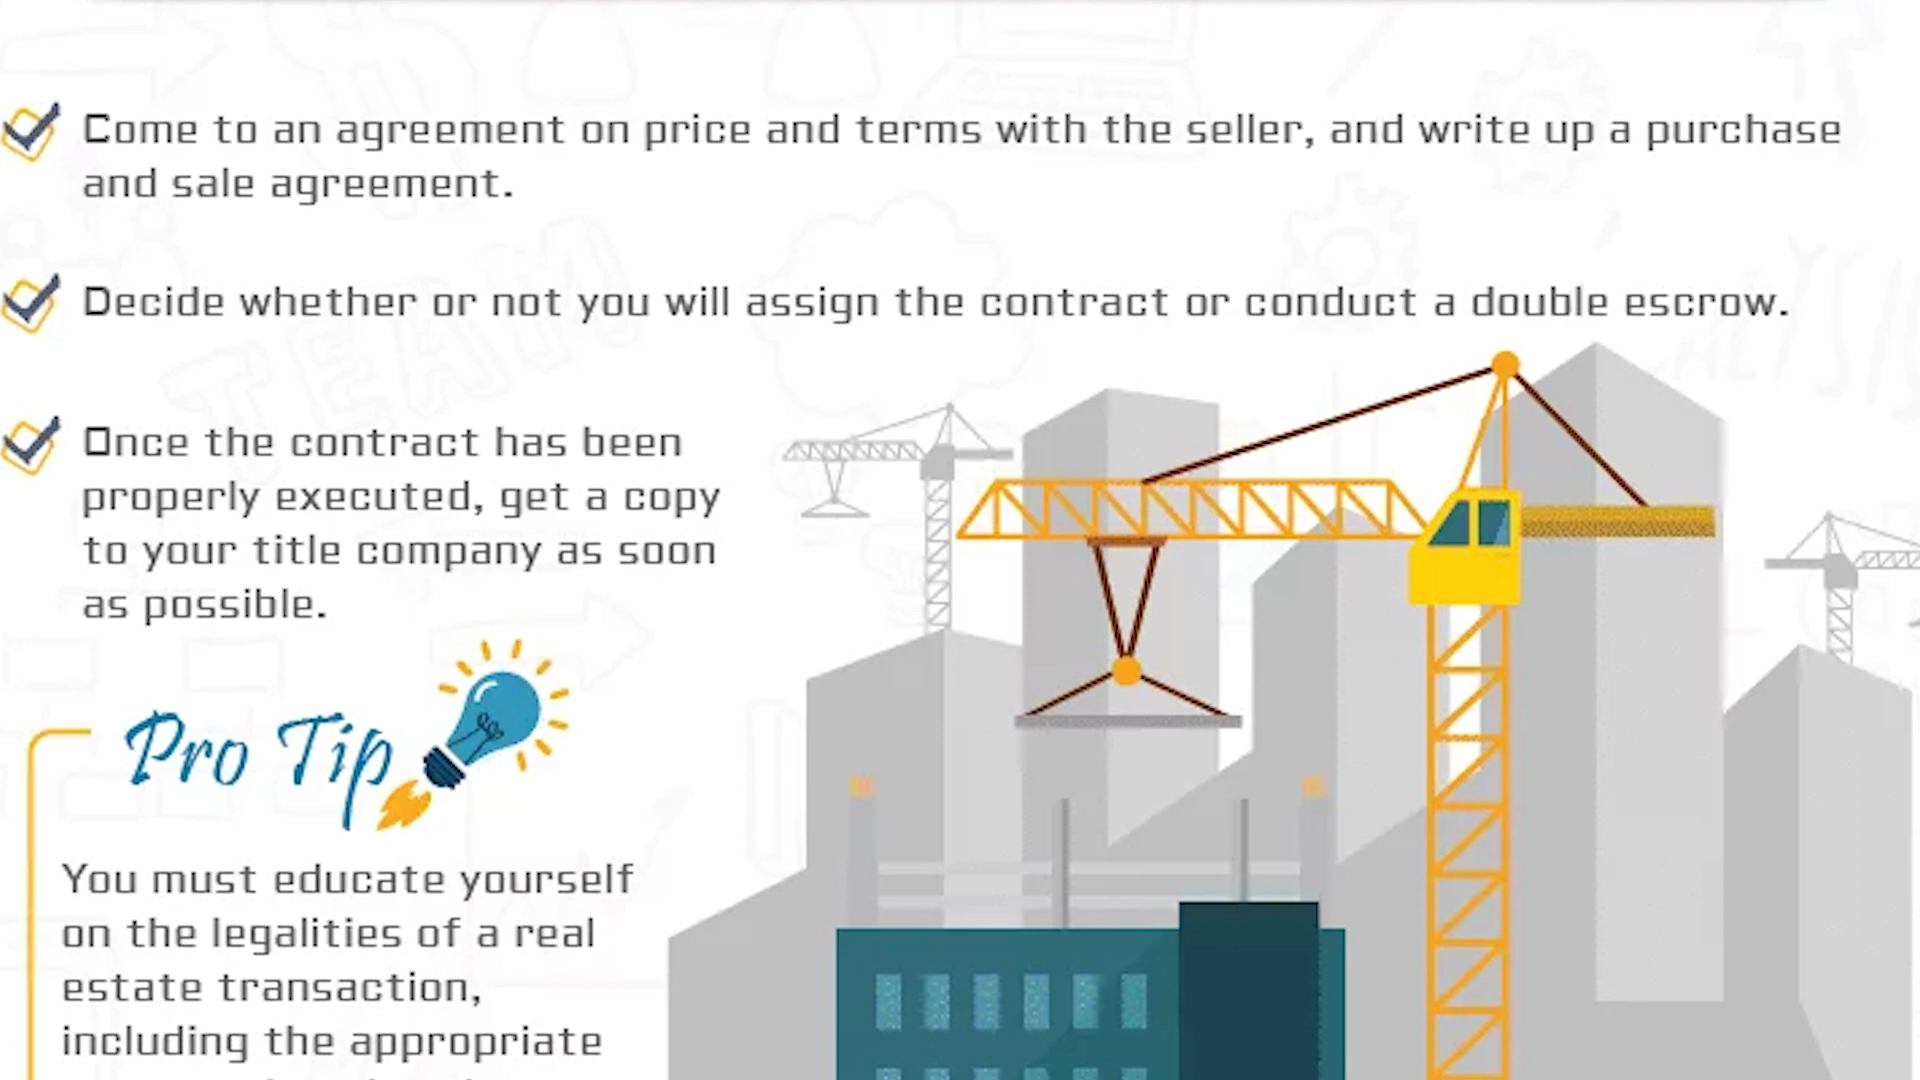 Come to an agreement on price and terms with the seller, and write up a purchase
and sale agreement.
Decide whether or not you will assign the contract or conduct a double escrow.
Once the contract has been
properly executed, get a copy
to your title company as soon
as possible.
Pro Tip
You must educate yourself
on the legalities of a real
estate transaction,
including the appropriate
TEAM